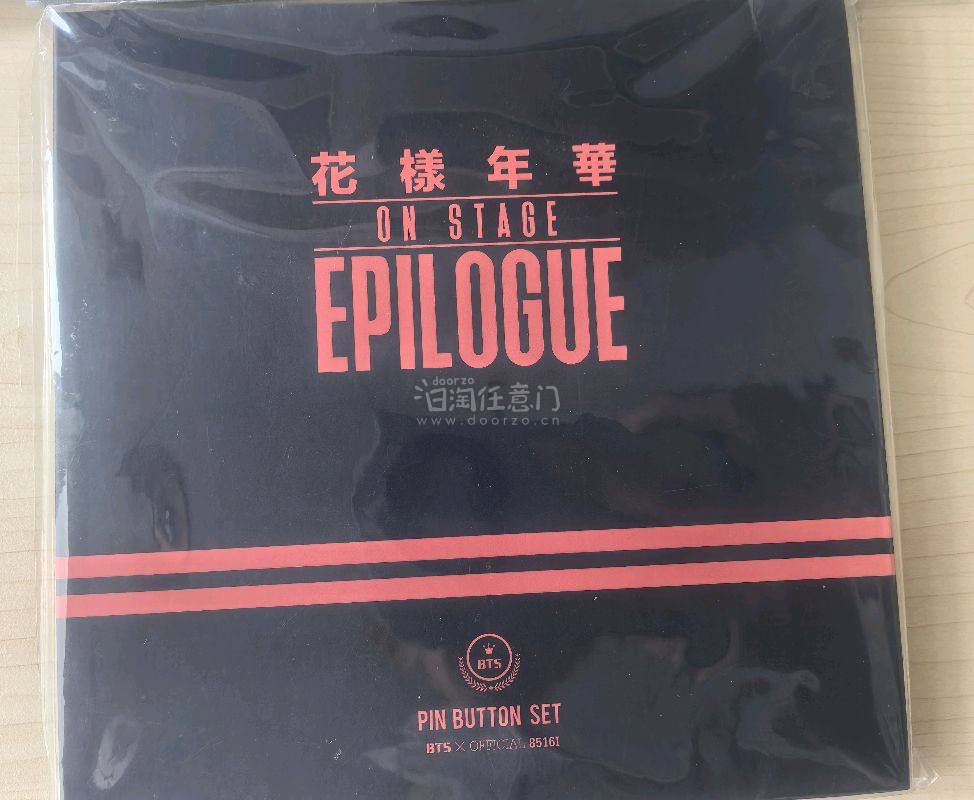 花樣年華
ON STAGE
EPILOGUE
doorzo
泊淘任意门
www.doorzo.cn
BTS
PIN BUTTON SET
BTS X OFFICIAL 85161